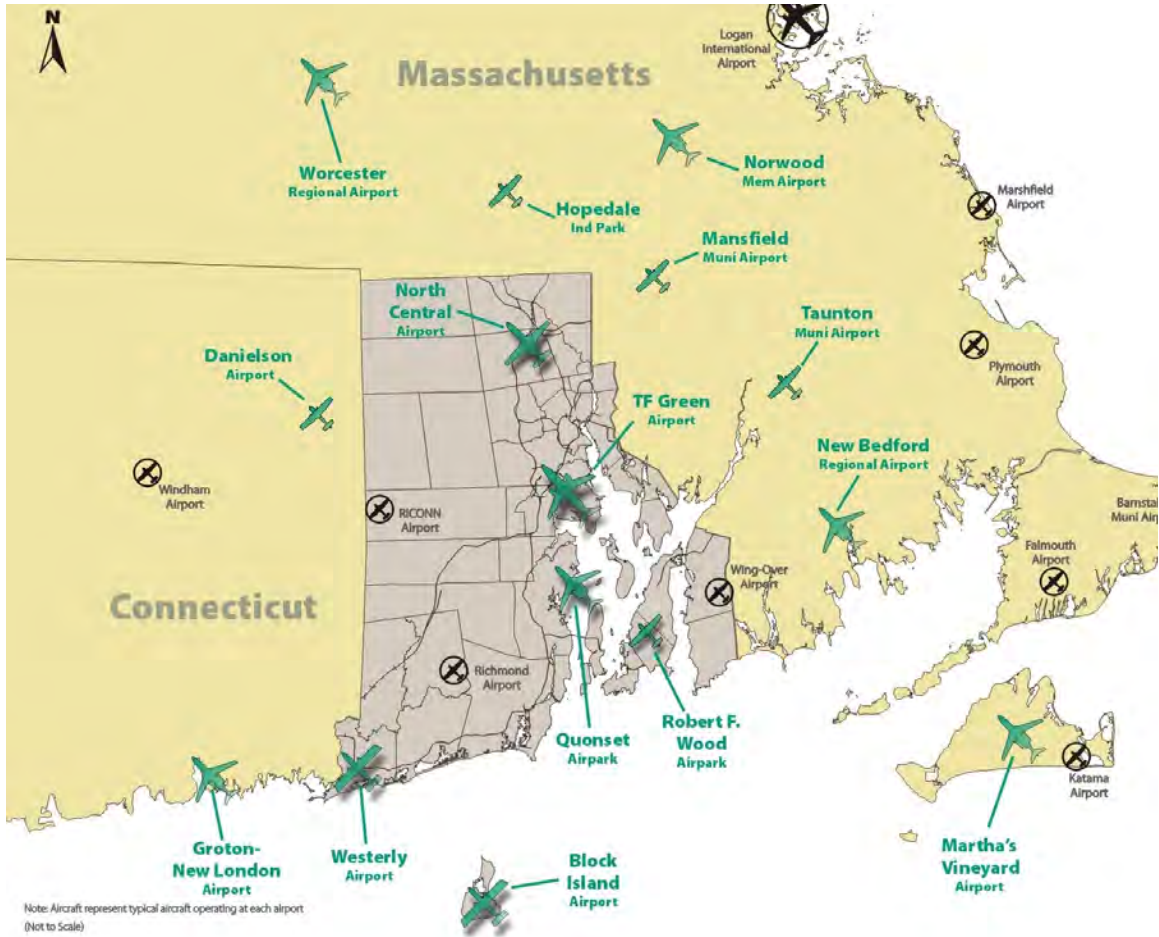 N
Logan
International
Airport
Massachusetts
Worcester
Regional Airport
Norwood
Mem Airport
Hopedale
Ind Park
Marshfield
Airport
Mansfield
Muni Airport
North
Central
Airport
Taunton
Muni Airport
Danielson
Airport
Plymouth
Airport
TF Green
Airport
New Bedford
Regional Airport
Windham
Airport
RICONN
Airport
Barnstal
Muni Air
Falmouth
Airport
Wing-Over
Airport
Connecticut
Richmond
Airport
Quonset
Airpark
Robert F.
Wood
Airpark
Katama
Airport
Groton-
New London
Airport
Westerly
Airport
Block
Island
Airport
Martha's
Vineyard
Airport
Note: Aircraft represent typical aircraft operating at each airport
(Not to Scale)